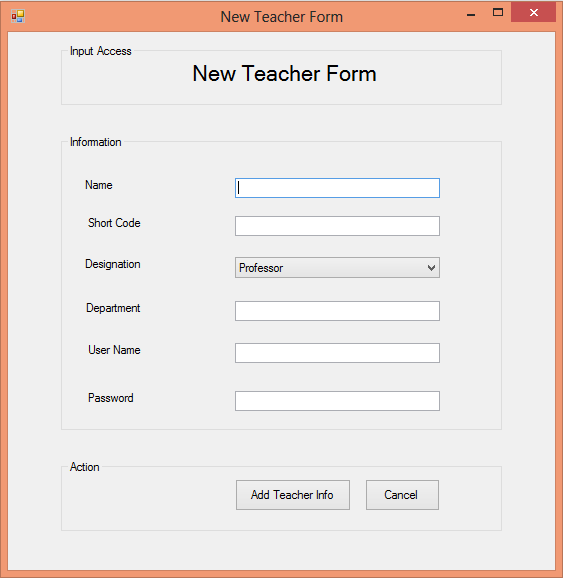 New Teacher Form
Input Access
New Teacher Form
Information
Name
Short Code
Designation
Professor
Department
User Name
Password
Action
Add Teacher Info
Cancel